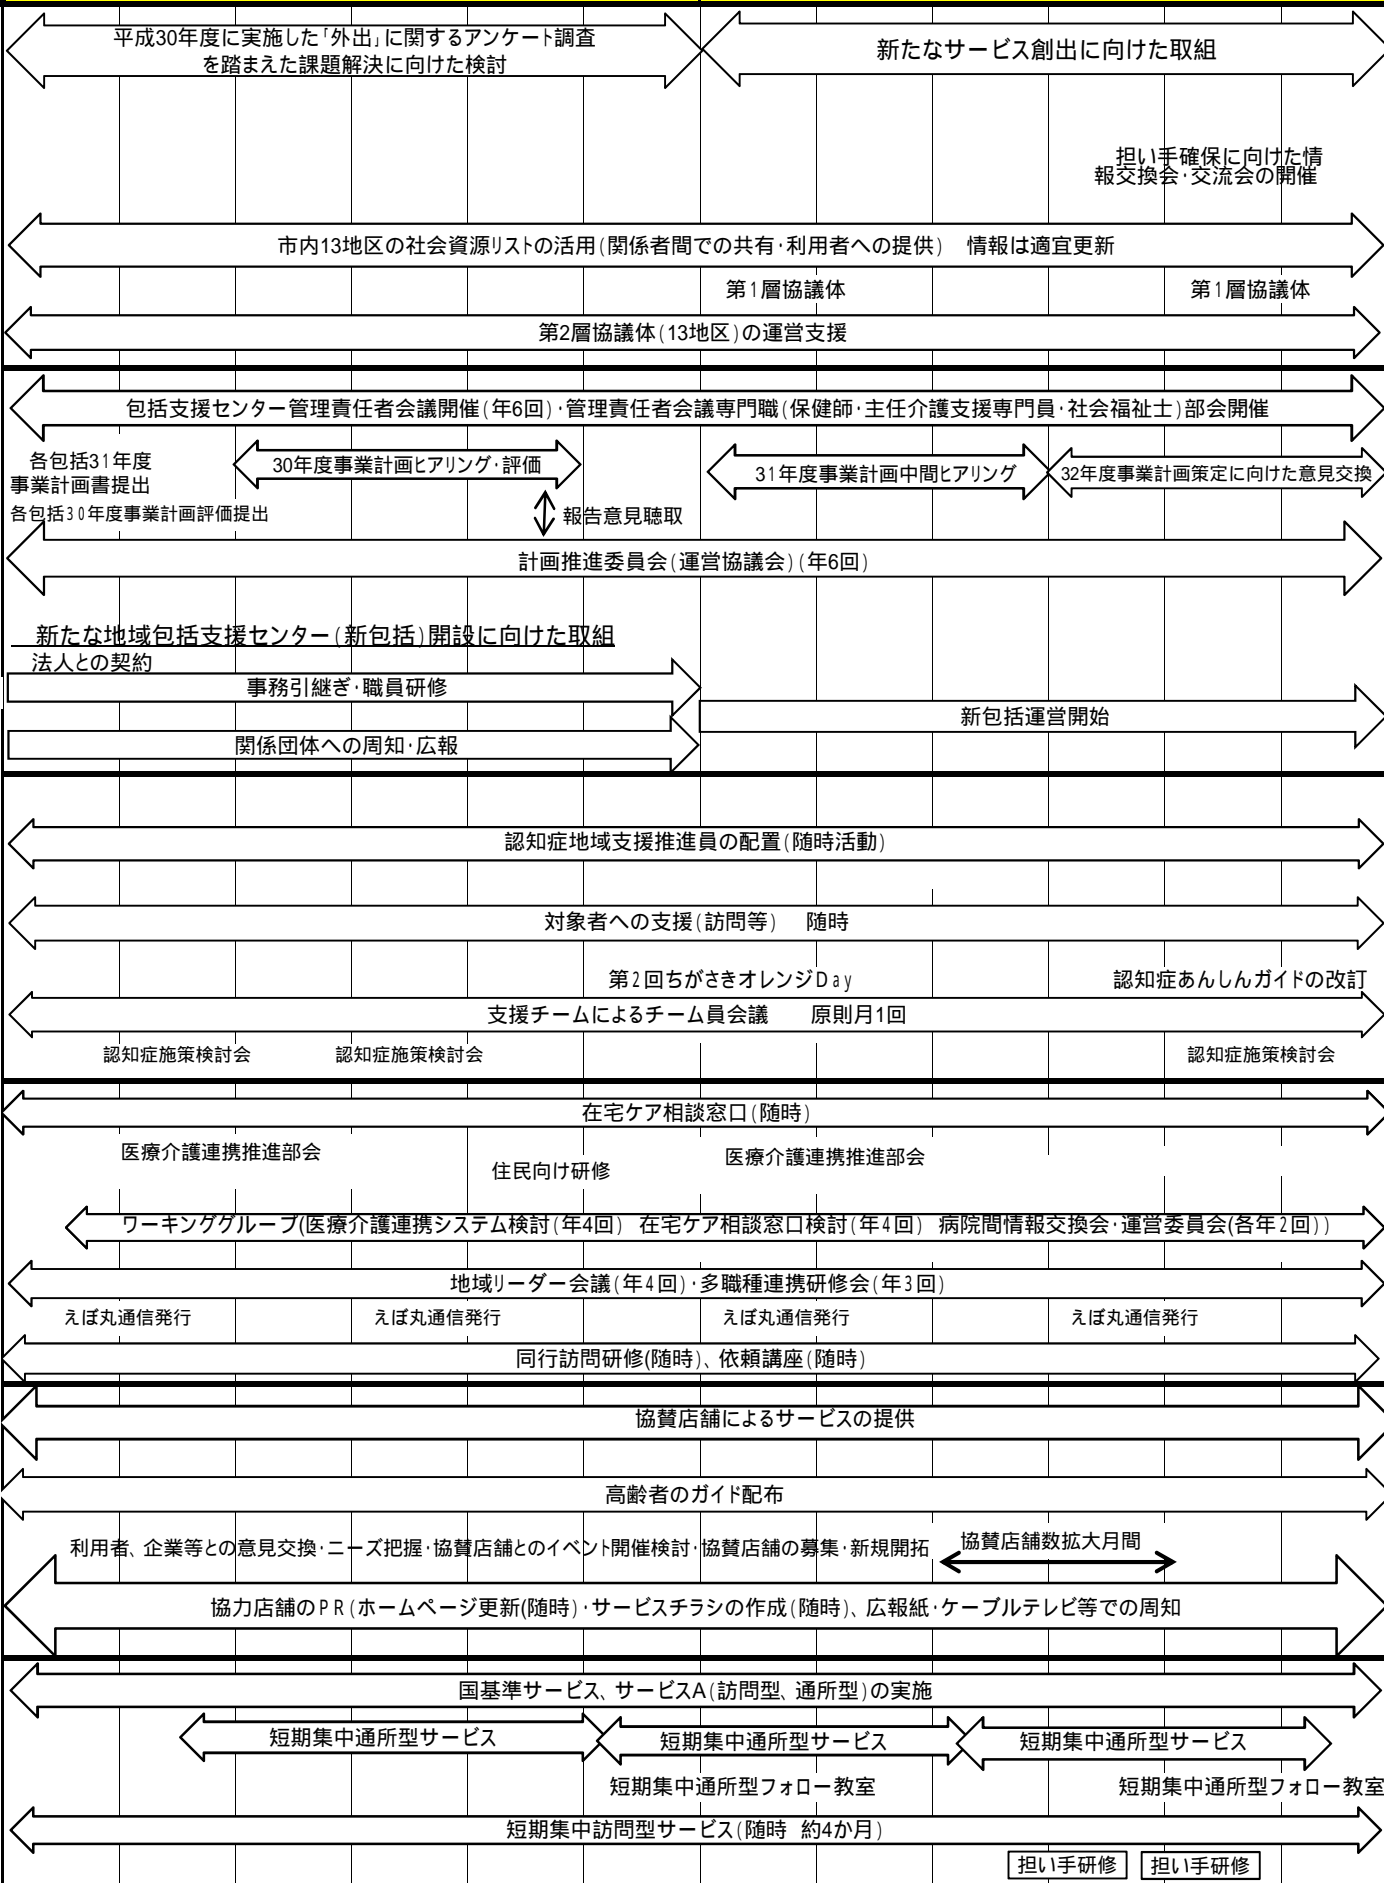 平成30年度に実施した「外出」に関するアンケート調査
を踏まえた課題解決に向けた検討
新たなサービス創出に向けた取組
担い手確保に向けた情
報交換会・交流会の開催
市内13地区の社会資源リストの活用(関係者間での共有・利用者への提供)　情報は適宜更新
第1層協議体
第1層協議体
第2層協議体(13地区)の運営支援
包括支援センター管理責任者会議開催(年6回)・管理責任者会議専門職(保健師・主任介護支援専門員・社会福祉士)部会開催
各包括31年度
事業計画書提出
30年度事業計画ヒアリング・評価
31年度事業計画中間ヒアリング
32年度事業計画策定に向けた意見交換
各包括30年度事業計画評価提出
報告意見聴取
計画推進委員会(運営協議会)(年6回)
新たな地域包括支援センター(新包括)開設に向けた取組
法人との契約
事務引継ぎ・職員研修
新包括運営開始
関係団体への周知・広報
認知症地域支援推進員の配置(随時活動)
対象者への支援(訪問等)　随時
第2回ちがさきオレンジDay
認知症あんしんガイドの改訂
支援チームによるチーム員会議　原則月1回
認知症施策検討会
認知症施策検討会
認知症施策検討会
在宅ケア相談窓口(随時)
医療介護連携推進部会
住民向け研修
医療介護連携推進部会
ワーキンググループ(医療介護連携システム検討(年4回)　在宅ケア相談窓口検討(年4回)　病院間情報交換会・運営委員会(各年2回))
地域リーダー会議(年4回)・多職種連携研修会(年3回)
えぼ丸通信発行
えぼ丸通信発行
えぼ丸通信発行
えぼ丸通信発行
同行訪問研修(随時)、依頼講座(随時)
協賛店舗によるサービスの提供
高齢者のガイド配布
利用者、企業等との意見交換・ニーズ把握・協賛店舗とのイベント開催検討・協賛店舗の募集・新規開拓
協賛店舗数拡大月間
協力店舗のPR(ホームページ更新(随時)・サービスチラシの作成(随時)、広報紙・ケーブルテレビ等での周知
国基準サービス、サービスA(訪問型、通所型)の実施
短期集中通所型サービス
短期集中通所型サービス
短期集中通所型サービス
短期集中通所型フォロー教室
短期集中通所型フォロー教室
短期集中訪問型サービス(随時　約4か月)
担い手研修
担い手研修